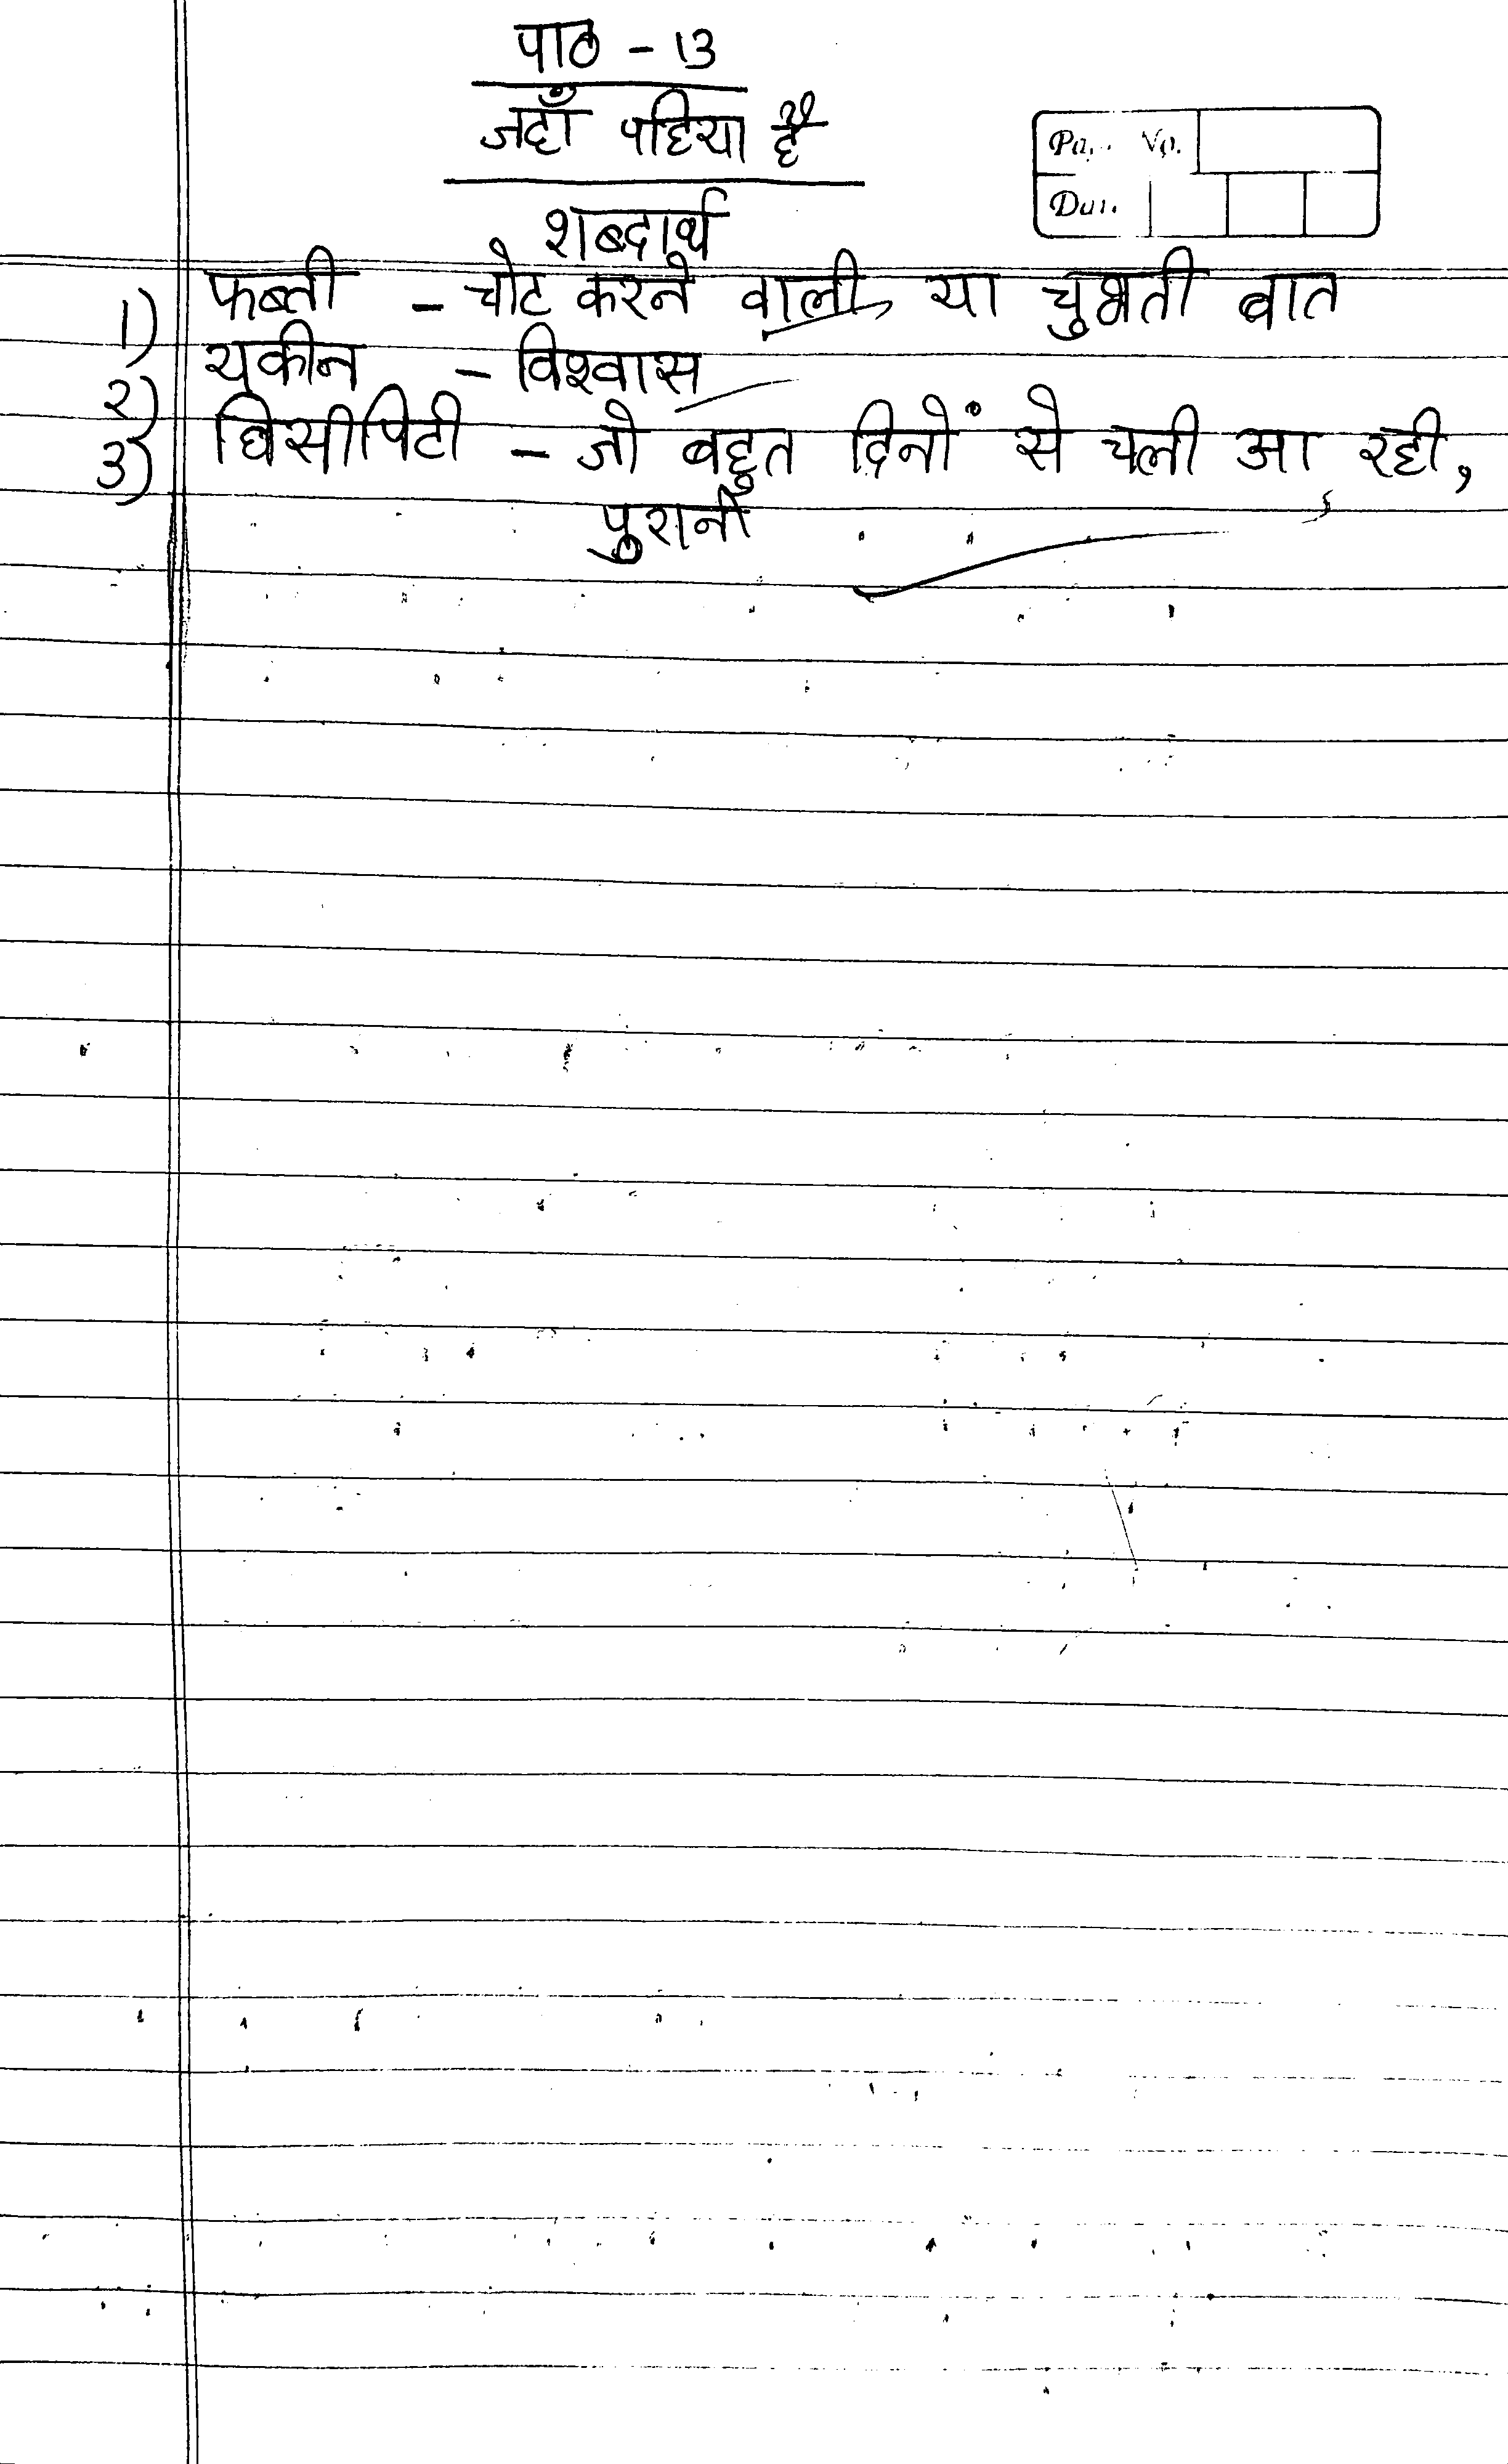 पाठ - 13
जहाँ पहिया है
Page No.
Date
शब्दार्थ
1) फब्ती - चोट करने वाली या चुभती बात
2) यकीन - विश्वास
3) घिसीपिटी - जो बहुत दिनों से चली आ रही,
पुरानी